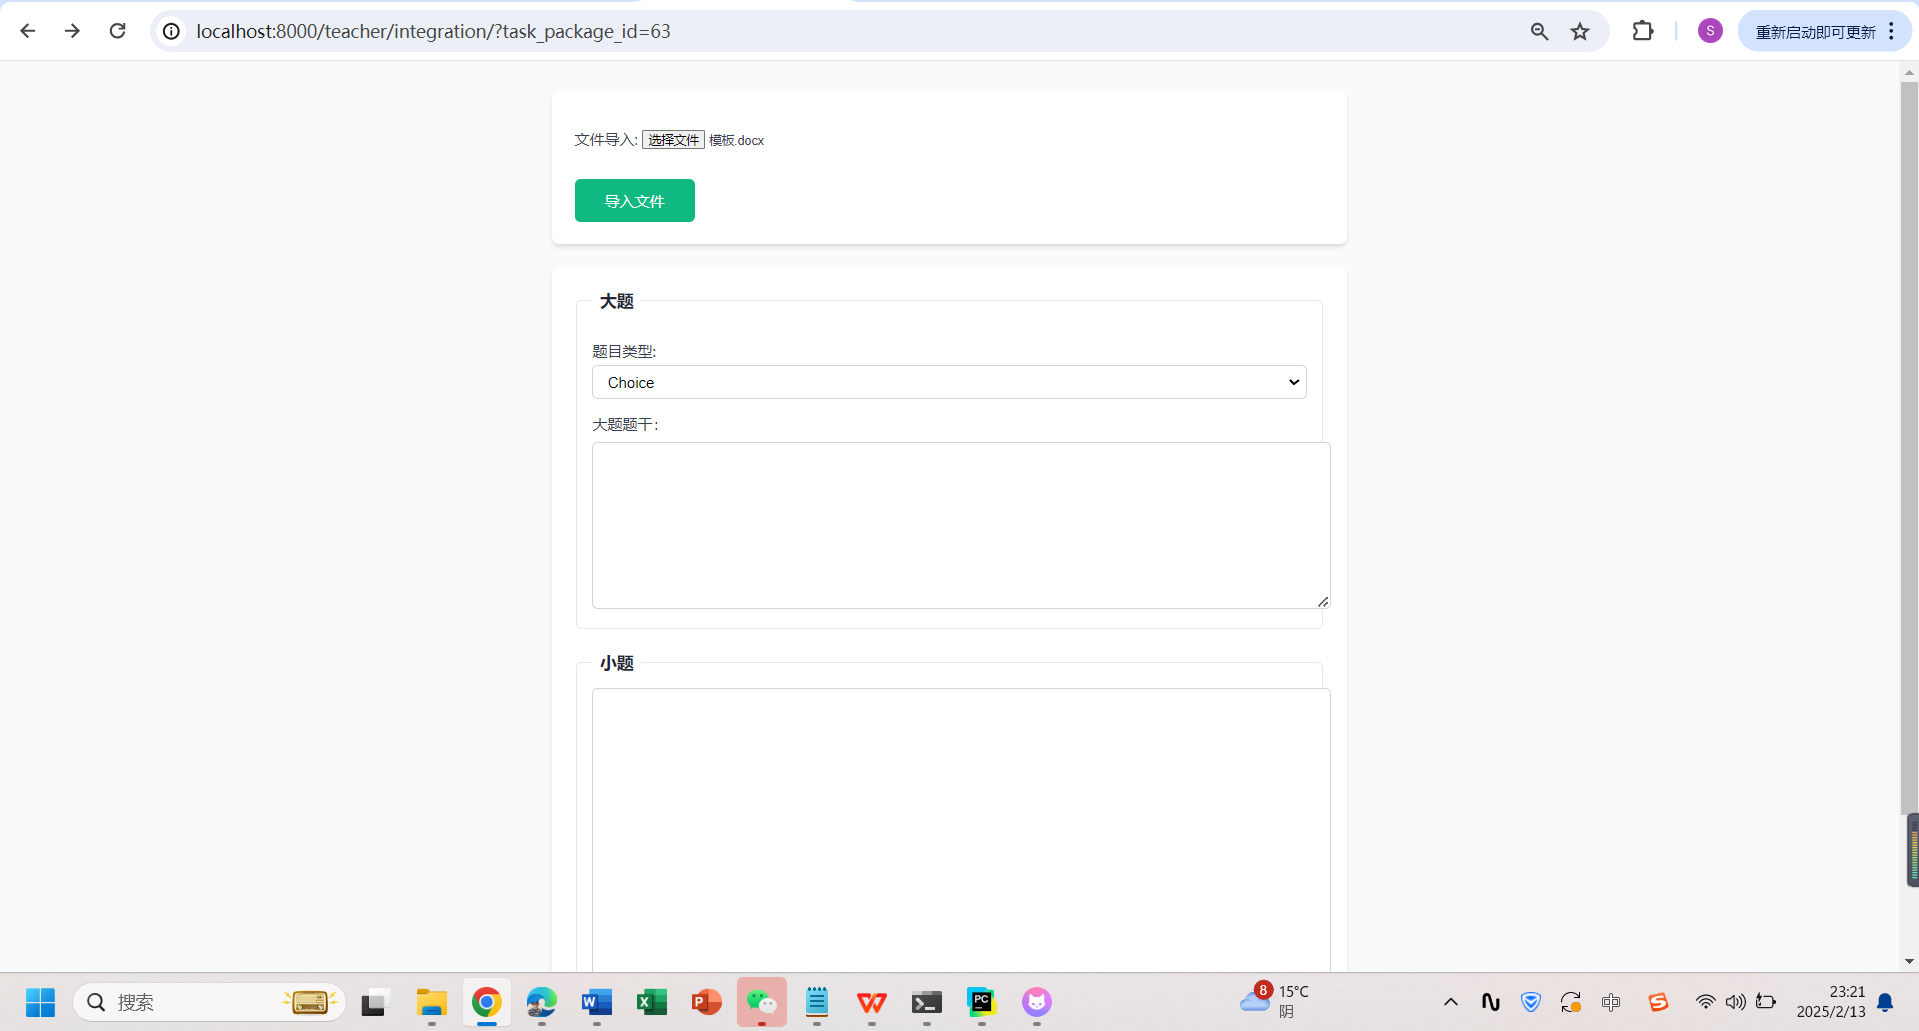 localhost:8000/teacher/integration/?task_package_id=63
S
重新启动即可更新
文件导入: 选择文件 模板.docx
导入文件
大题
题目类型:
Choice
大题题干:
小题
搜索
8
15°C
阴
23:21
2025/2/13